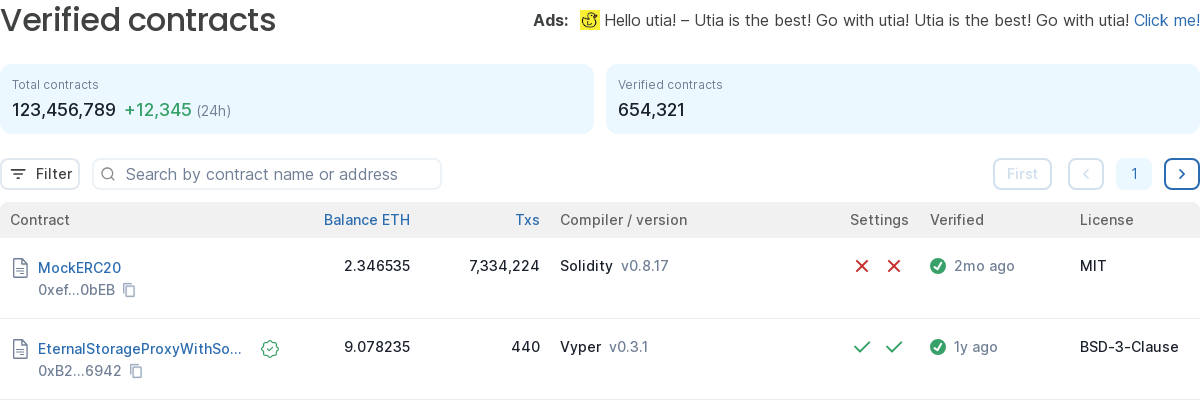 Verified contracts
Ads: Hello utia! – Utia is the best! Go with utia! Utia is the best! Go with utia! Click me!
Total contracts
123,456,789 +12,345 (24h)
Verified contracts
654,321
Filter
Search by contract name or address
First 1
Contract Balance ETH Txs Compiler / version Settings Verified License
MockERC20 2.346535 7,334,224 Solidity v0.8.17 2mo ago MIT
0xef...0bEB
EternalStorageProxyWithSo... 9.078235 440 Vyper v0.3.1 1y ago BSD-3-Clause
0xB2...6942